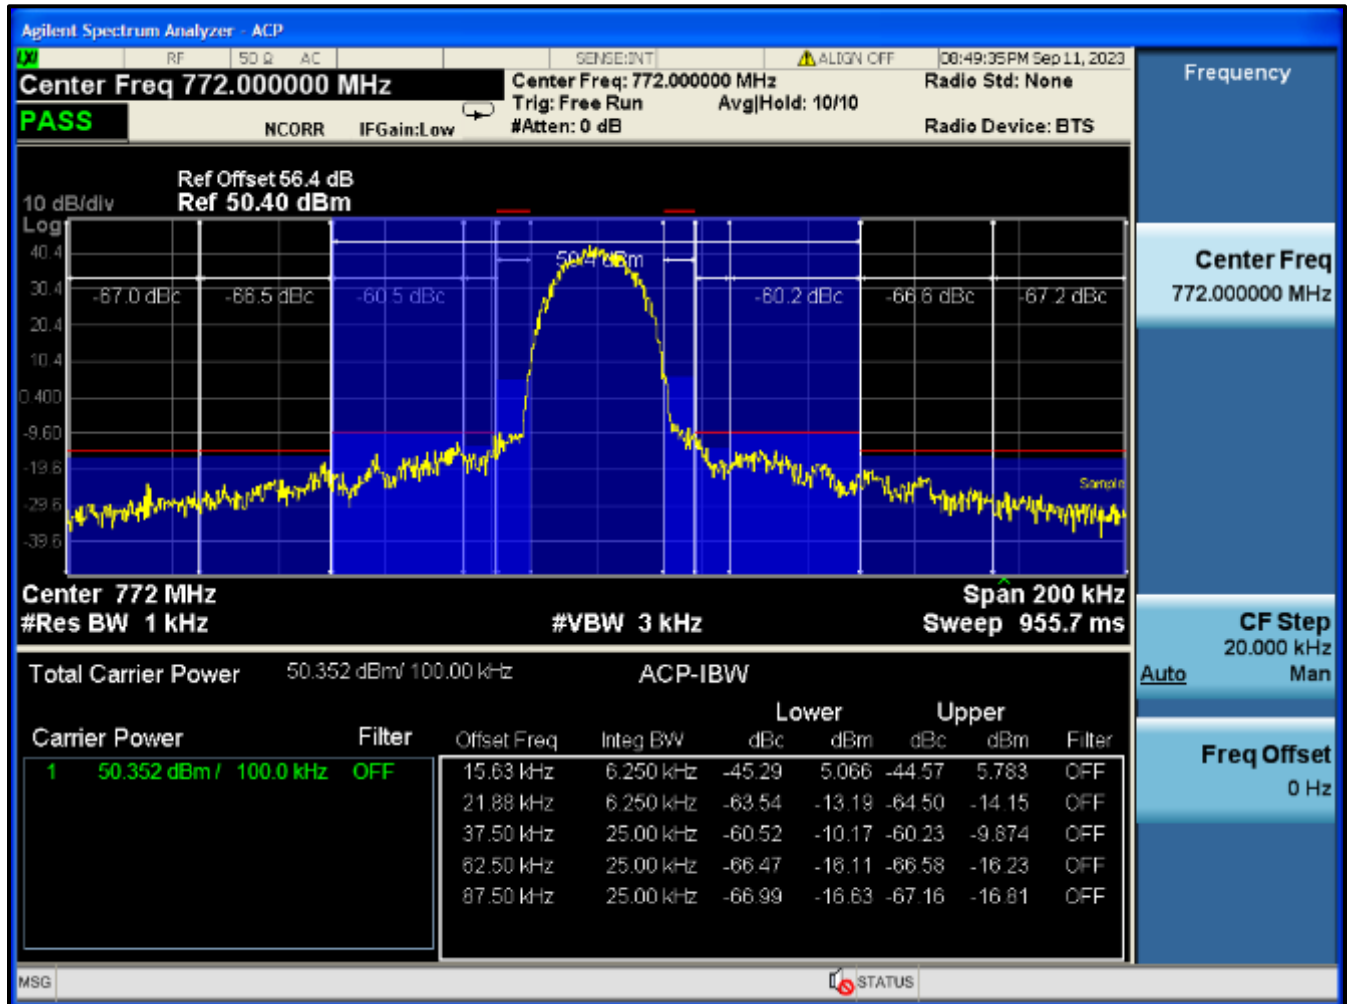 Agilent Spectrum Analyzer - ACP
LXI RF 50 Ω AC SENSE:INT ALIGN OFF 08:49:35PM Sep 11, 2023
Center Freq 772.000000 MHz
Center Freq: 772.000000 MHz Radio Std: None
Trig: Free Run Avg|Hold: 10/10
PASS NCORR IFGain:Low #Atten: 0 dB Radio Device: BTS
Ref Offset 56.4 dB
10 dB/div Ref 50.40 dBm
Log
40.4
50.4 dBm
30.4
-67.0 dBc -66.5 dBc -60.5 dBc -60.2 dBc -66.6 dBc -67.2 dBc
20.4
10.4
0.400
-9.60
-19.6
Sample
-29.6
-39.6
Center 772 MHz Span 200 kHz
#Res BW 1 kHz #VBW 3 kHz Sweep 955.7 ms
Total Carrier Power 50.352 dBm/ 100.00 kHz ACP-IBW
Lower Upper
Carrier Power Filter Offset Freq Integ BW dBc dBm dBc dBm Filter
1 50.352 dBm / 100.0 kHz OFF 15.63 kHz 6.250 kHz -45.29 5.066 -44.57 5.783 OFF
21.88 kHz 6.250 kHz -63.54 -13.19 -64.50 -14.15 OFF
37.50 kHz 25.00 kHz -60.52 -10.17 -60.23 -9.874 OFF
62.50 kHz 25.00 kHz -66.47 -16.11 -66.58 -16.23 OFF
87.50 kHz 25.00 kHz -66.99 -16.63 -67.16 -16.81 OFF
MSG STATUS
Frequency
Center Freq
772.000000 MHz
CF Step
20.000 kHz
Auto Man
Freq Offset
0 Hz